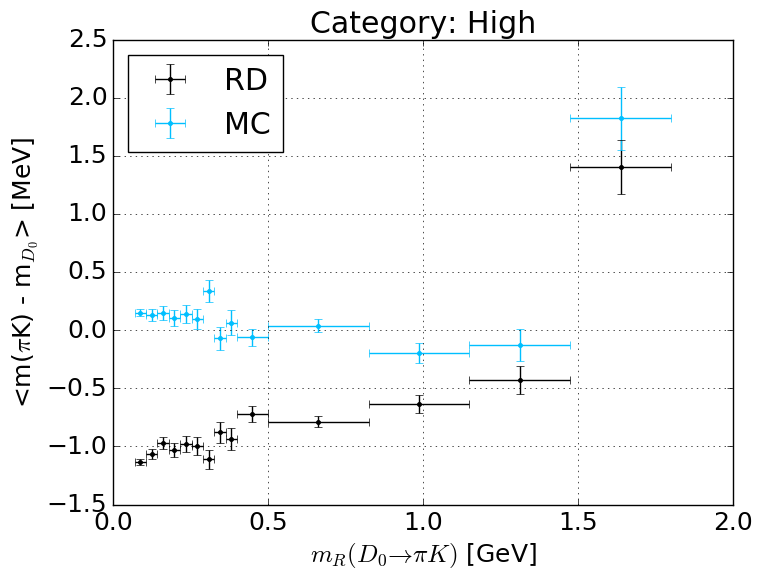 Category: High
2.5
2.0
1.5
1.0
0.5
0.0
−0.5
−1.0
−1.5
RD
MC
<m(πK) - m_{D_0}> [MeV]
0.0 0.5 1.0 1.5 2.0
m_R(D_0→πK) [GeV]